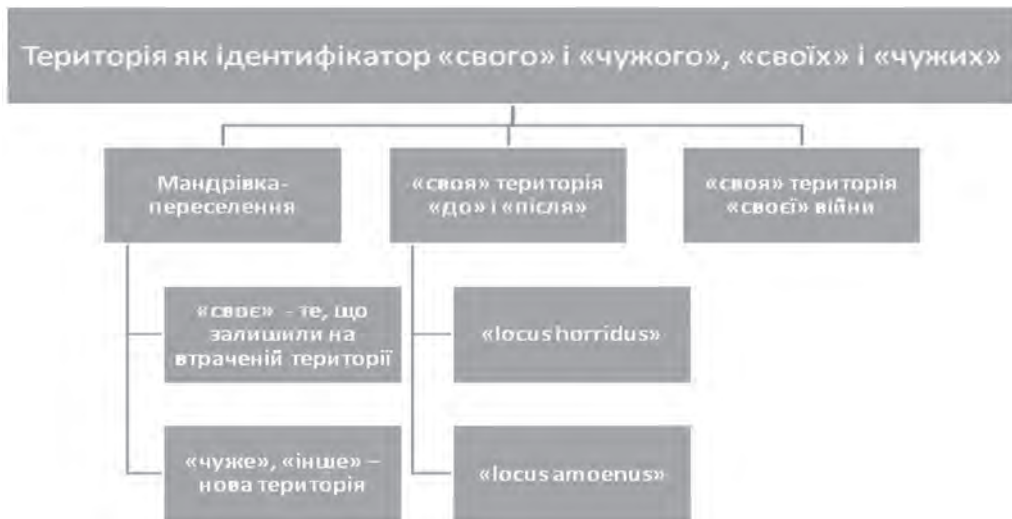 Територія як ідентифікатор «свого» і «чужого», «своїх» і «чужих»
Мандрівка-
переселення
«своє» - те, що
залишили на
втраченій території
«чуже», «інше» –
нова територія
«своя» територія
«до» і «після»
«locus horridus»
«locus amoenus»
«своя» територія
«своєї» війни